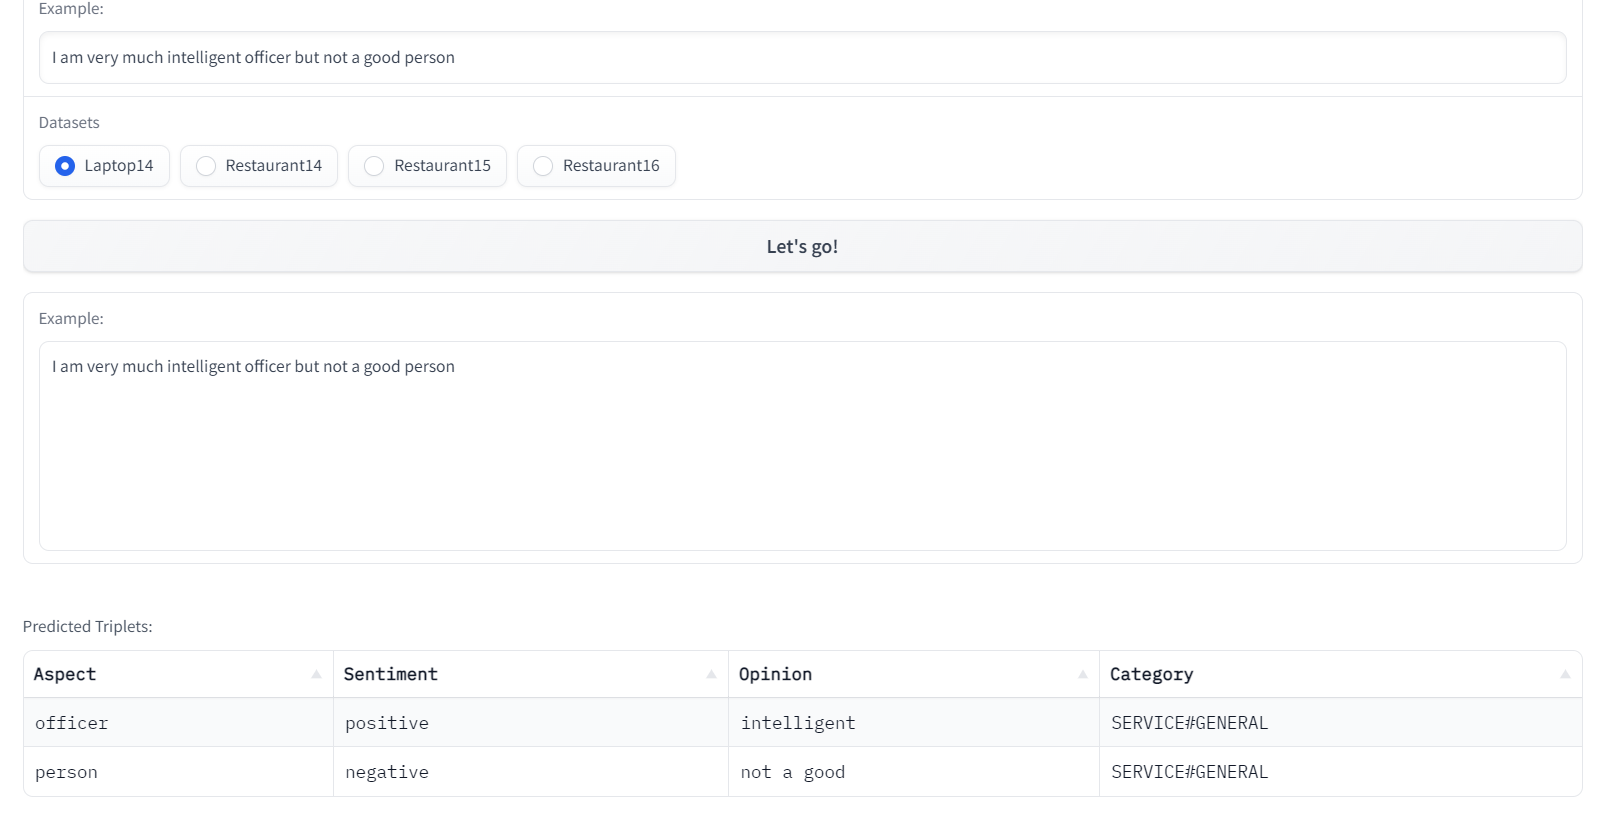 Example:
I am very much intelligent officer but not a good person
Datasets
Laptop14 Restaurant14 Restaurant15 Restaurant16
Let's go!
Example:
I am very much intelligent officer but not a good person
Predicted Triplets:
Aspect Sentiment Opinion Category
officer positive intelligent SERVICE#GENERAL
person negative not a good SERVICE#GENERAL